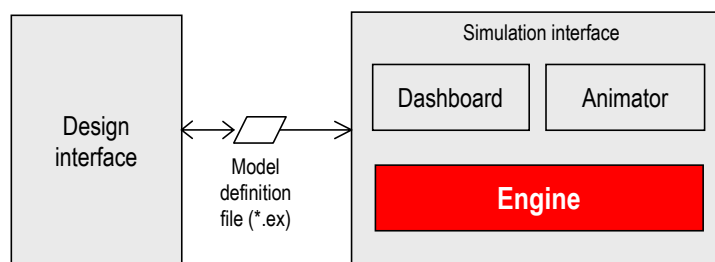 Design
interface
Model
definition
file (*.ex)
Simulation interface
Dashboard
Animator
Engine